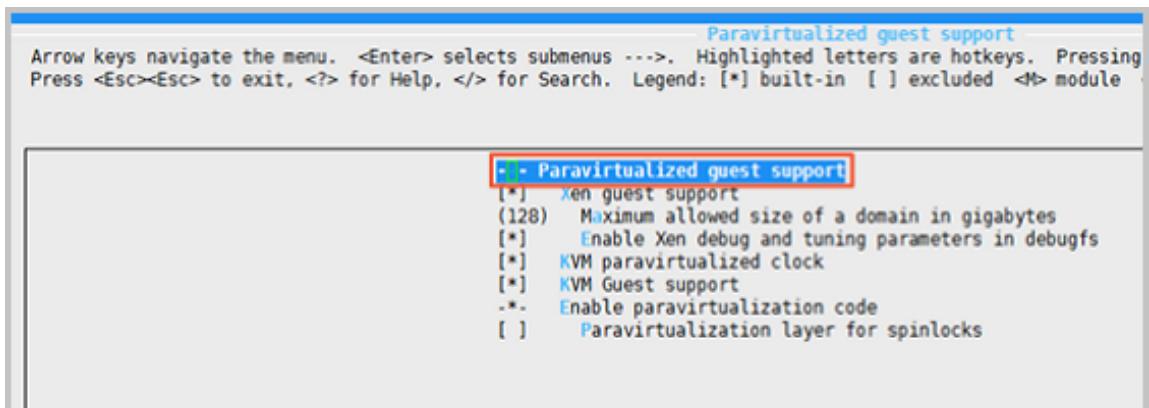 Paravirtualized guest support
Arrow keys navigate the menu.  <Enter> selects submenus --->.  Highlighted letters are hotkeys.  Pressing
Press <Esc><Esc> to exit, <?> for Help, </> for Search.  Legend: [*] built-in  [ ] excluded  <M> module
- - Paravirtualized guest support
[*]   Xen guest support
(128)   Maximum allowed size of a domain in gigabytes
[*]     Enable Xen debug and tuning parameters in debugfs
[*]   KVM paravirtualized clock
[*]   KVM Guest support
-*-   Enable paravirtualization code
[ ]     Paravirtualization layer for spinlocks